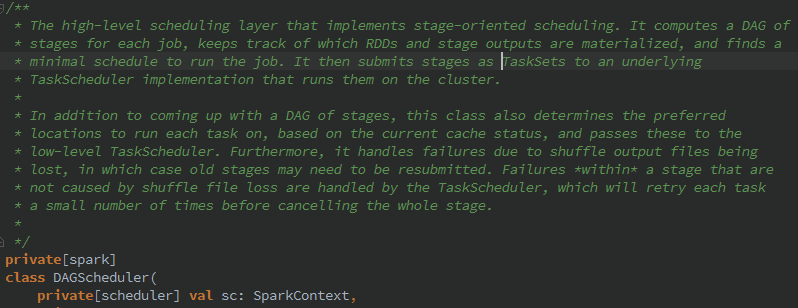 /**
* The high-level scheduling layer that implements stage-oriented scheduling. It computes a DAG of
* stages for each job, keeps track of which RDDs and stage outputs are materialized, and finds a
* minimal schedule to run the job. It then submits stages as TaskSets to an underlying
* TaskScheduler implementation that runs them on the cluster.
*
* In addition to coming up with a DAG of stages, this class also determines the preferred
* locations to run each task on, based on the current cache status, and passes these to the
* low-level TaskScheduler. Furthermore, it handles failures due to shuffle output files being
* lost, in which case old stages may need to be resubmitted. Failures *within* a stage that are
* not caused by shuffle file loss are handled by the TaskScheduler, which will retry each task
* a small number of times before cancelling the whole stage.
*
*/
private[spark]
class DAGScheduler(
private[scheduler] val sc: SparkContext,